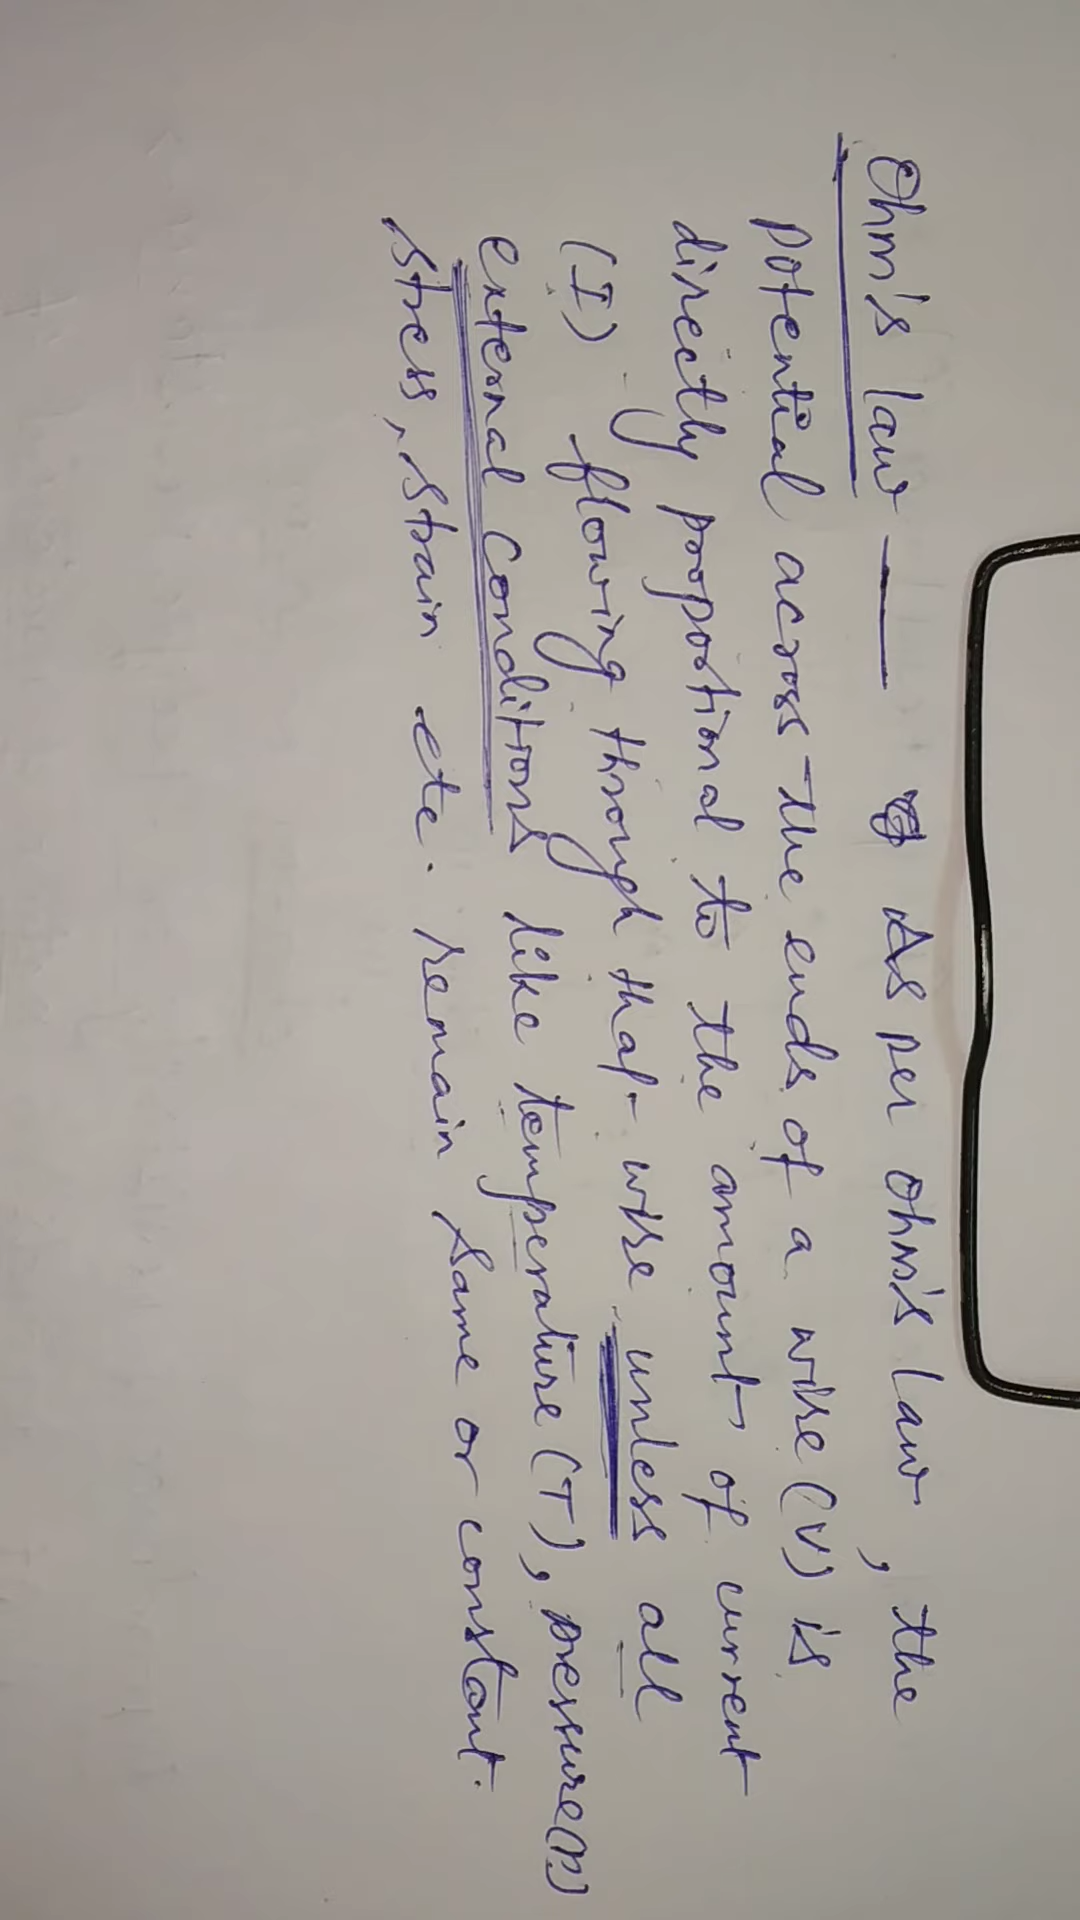 Ohm's law — As per ohm's law, the
potential across the ends of a wire (V) is
directly proportional to the amount of current
(I) flowing through that wire unless all
external conditions like temperature (T), pressure (P)
stress, strain etc. remain same or constant.